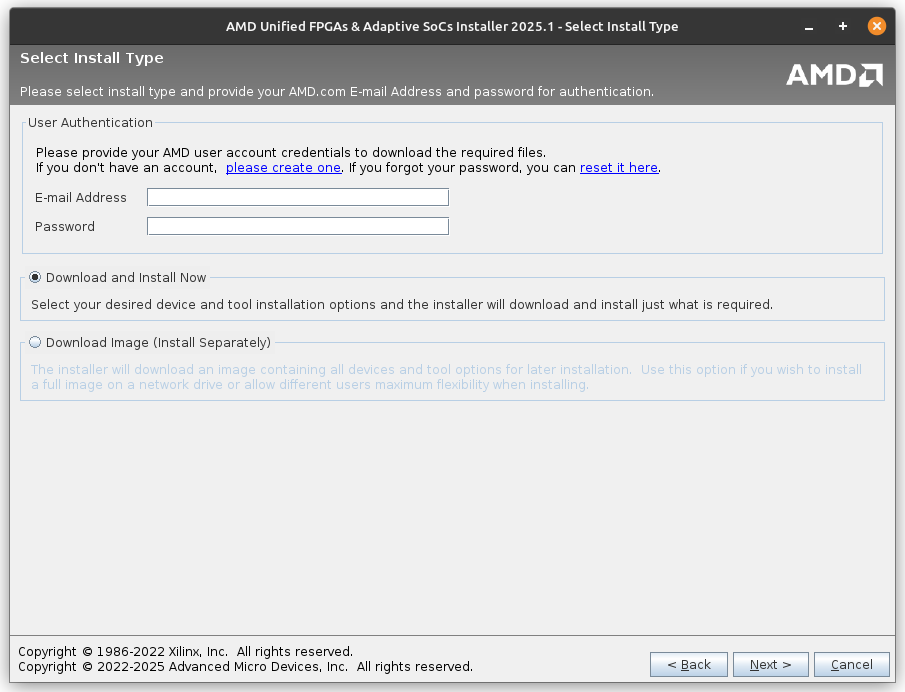 AMD Unified FPGAs & Adaptive SoCs Installer 2025.1 - Select Install Type
Select Install Type
AMD
Please select install type and provide your AMD.com E-mail Address and password for authentication.
User Authentication
Please provide your AMD user account credentials to download the required files.
If you don't have an account,  please create one. If you forgot your password, you can reset it here.
E-mail Address
Password
Download and Install Now
Select your desired device and tool installation options and the installer will download and install just what is required.
Download Image (Install Separately)
The installer will download an image containing all devices and tool options for later installation.  Use this option if you wish to install
a full image on a network drive or allow different users maximum flexibility when installing.
Copyright © 1986-2022 Xilinx, Inc.  All rights reserved.
Copyright © 2022-2025 Advanced Micro Devices, Inc.  All rights reserved.
< Back
Next >
Cancel